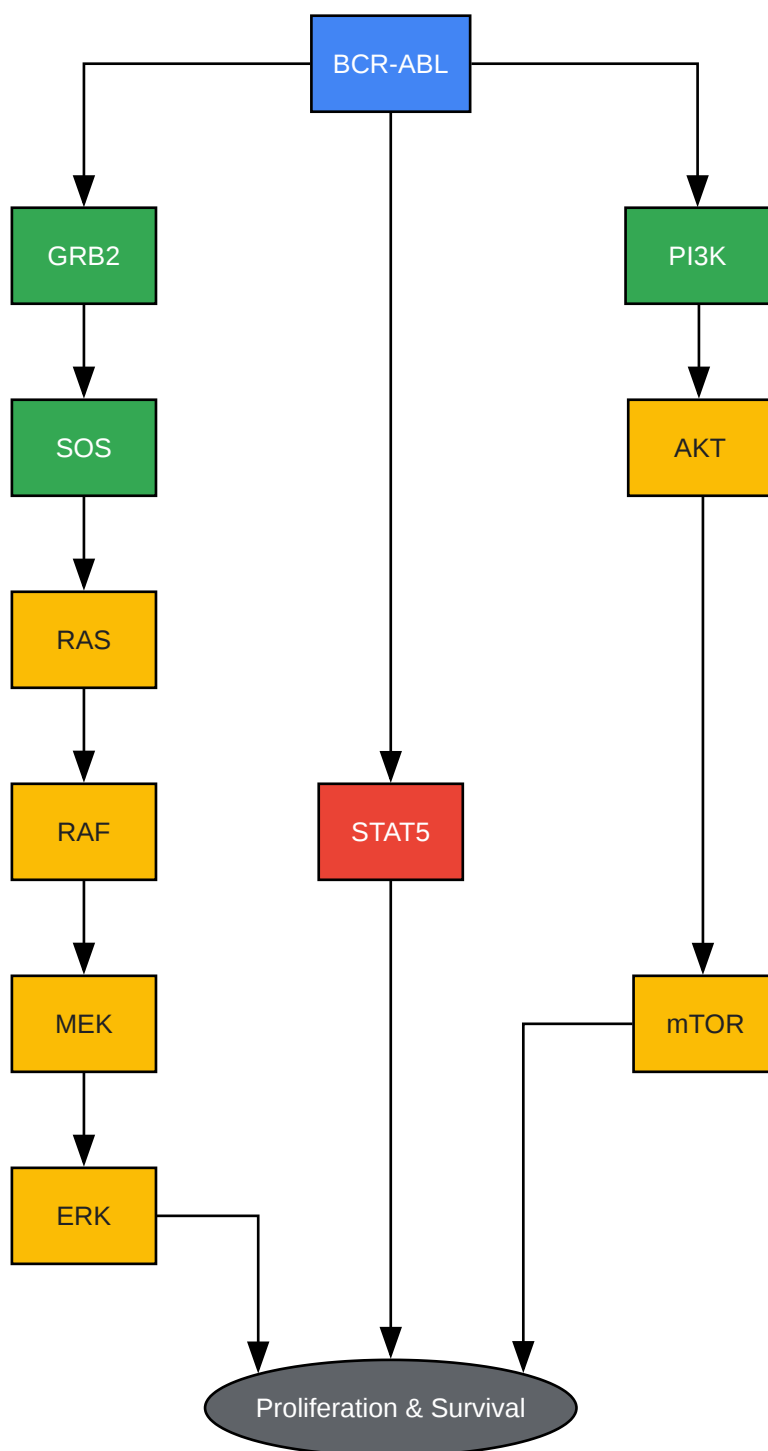 BCR-ABL
GRB2
PI3K
SOS
AKT
RAS
RAF
STAT5
MEK
mTOR
ERK
Proliferation & Survival